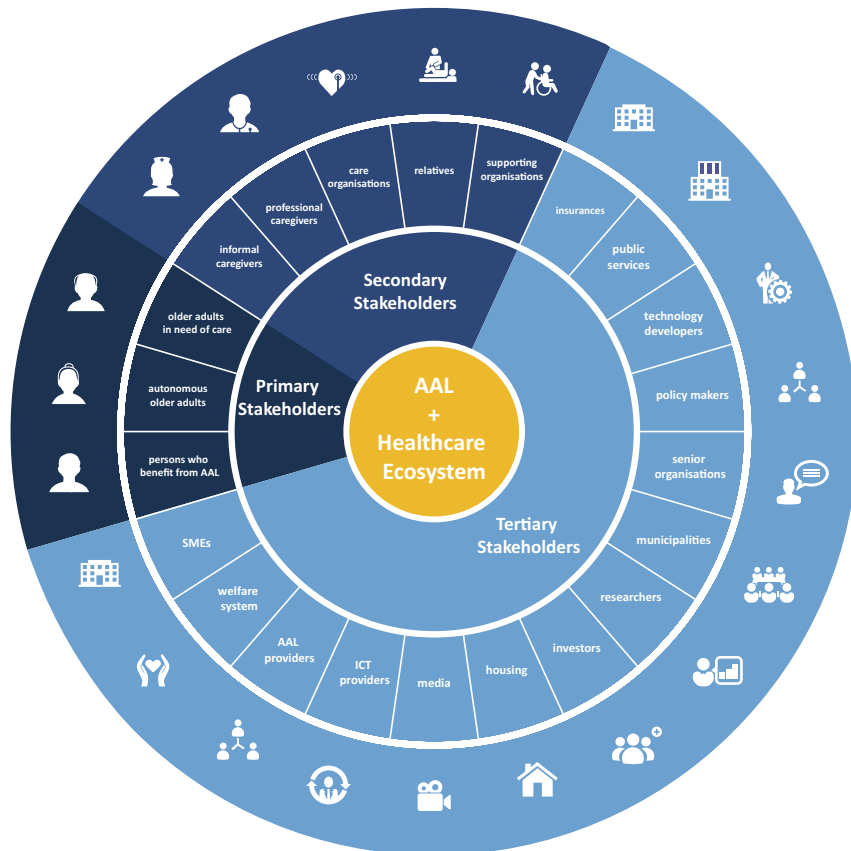 AAL
+
Healthcare
Ecosystem
Primary
Stakeholders
Secondary
Stakeholders
Tertiary
Stakeholders
persons who
benefit from AAL
autonomous
older adults
older adults
in need of care
informal
caregivers
professional
caregivers
care
organisations
relatives
supporting
organisations
insurances
public
services
technology
developers
policy makers
senior
organisations
municipalities
researchers
investors
housing
media
ICT
providers
AAL
providers
welfare
system
SMEs